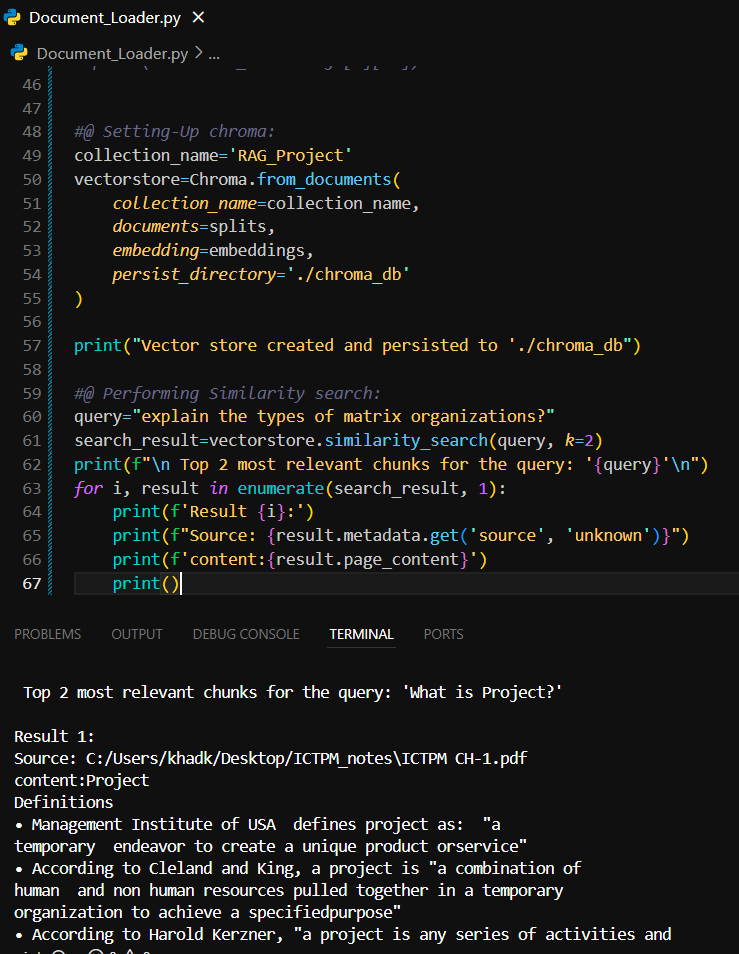 Document_Loader.py ×
Document_Loader.py > ...
46
47
48 #@ Setting-Up chroma:
49 collection_name='RAG_Project'
50 vectorstore=Chroma.from_documents(
51     collection_name=collection_name,
52     documents=splits,
53     embedding=embeddings,
54     persist_directory='./chroma_db'
55 )
56
57 print("Vector store created and persisted to './chroma_db")
58
59 #@ Performing Similarity search:
60 query="explain the types of matrix organizations?"
61 search_result=vectorstore.similarity_search(query, k=2)
62 print(f"\n Top 2 most relevant chunks for the query: '{query}'\n")
63 for i, result in enumerate(search_result, 1):
64     print(f'Result {i}:')
65     print(f"Source: {result.metadata.get('source', 'unknown')}")
66     print(f'content:{result.page_content}')
67     print()
PROBLEMS OUTPUT DEBUG CONSOLE TERMINAL PORTS
Top 2 most relevant chunks for the query: 'What is Project?'
Result 1:
Source: C:/Users/khadk/Desktop/ICTPM_notes\ICTPM CH-1.pdf
content:Project
Definitions
• Management Institute of USA  defines project as:  "a
temporary  endeavor to create a unique product orservice"
• According to Cleland and King, a project is "a combination of
human  and non human resources pulled together in a temporary
organization to achieve a specifiedpurpose"
• According to Harold Kerzner, "a project is any series of activities and